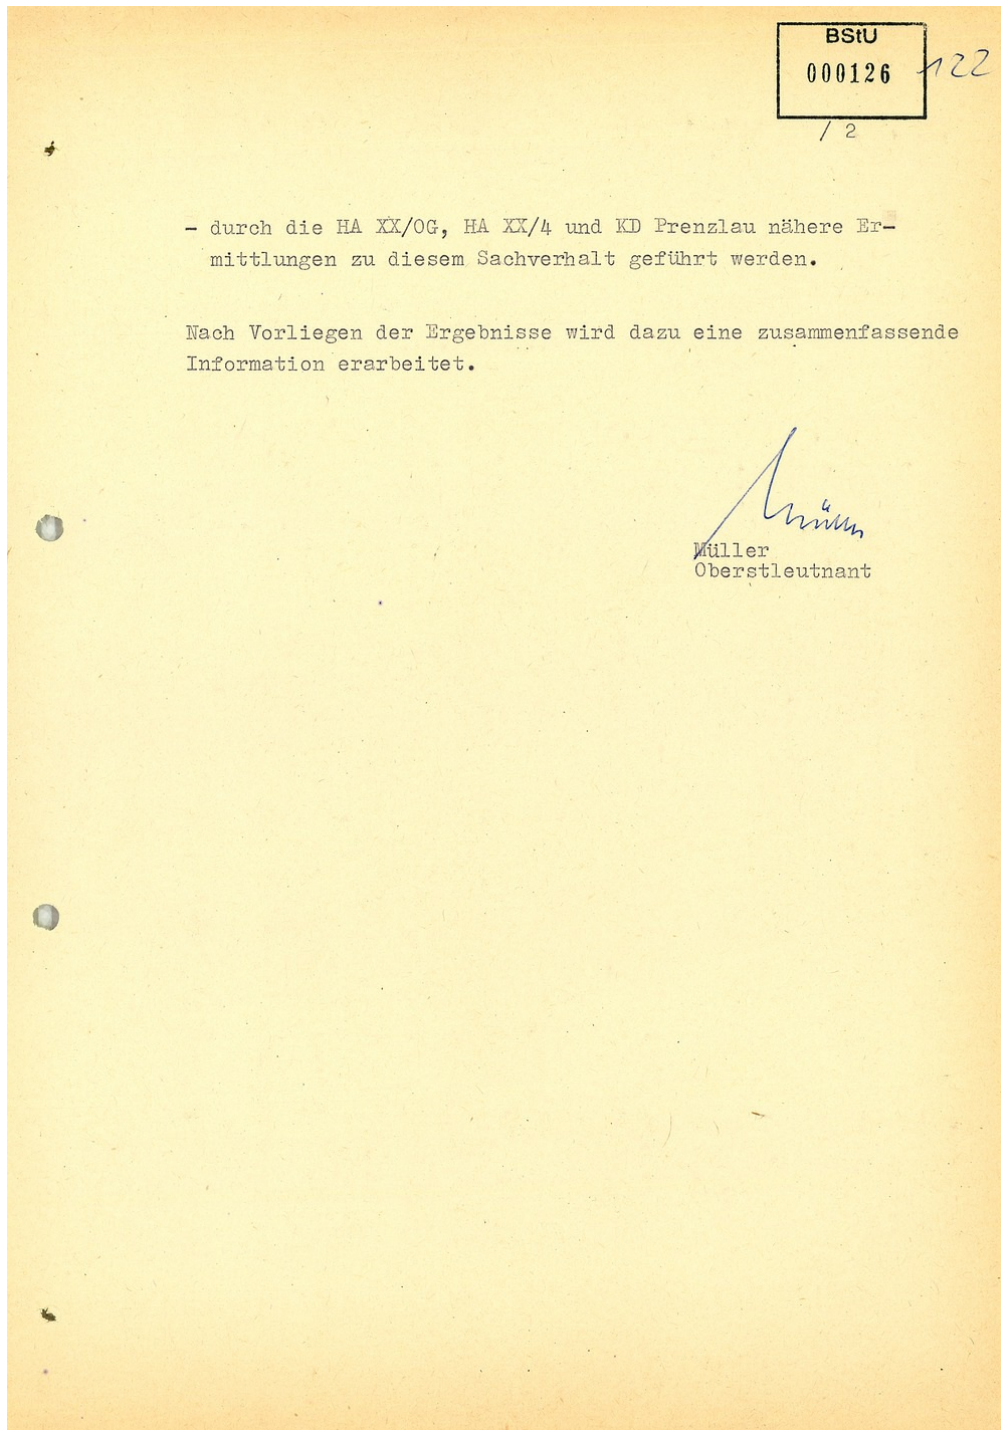 BStU
000126
122
/ 2
- durch die HA XX/OG, HA XX/4 und KD Prenzlau nähere Er-
mittlungen zu diesem Sachverhalt geführt werden.
Nach Vorliegen der Ergebnisse wird dazu eine zusammenfassende
Information erarbeitet.
Müller
Müller
Oberstleutnant